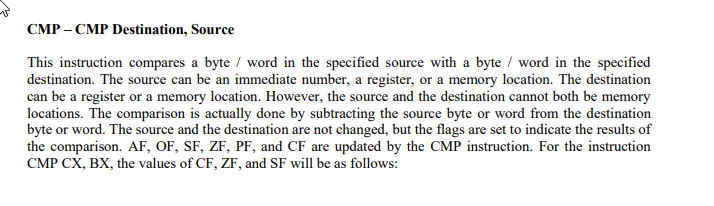 CMP – CMP Destination, Source
This instruction compares a byte / word in the specified source with a byte / word in the specified
destination. The source can be an immediate number, a register, or a memory location. The destination
can be a register or a memory location. However, the source and the destination cannot both be memory
locations. The comparison is actually done by subtracting the source byte or word from the destination
byte or word. The source and the destination are not changed, but the flags are set to indicate the results of
the comparison. AF, OF, SF, ZF, PF, and CF are updated by the CMP instruction. For the instruction
CMP CX, BX, the values of CF, ZF, and SF will be as follows: